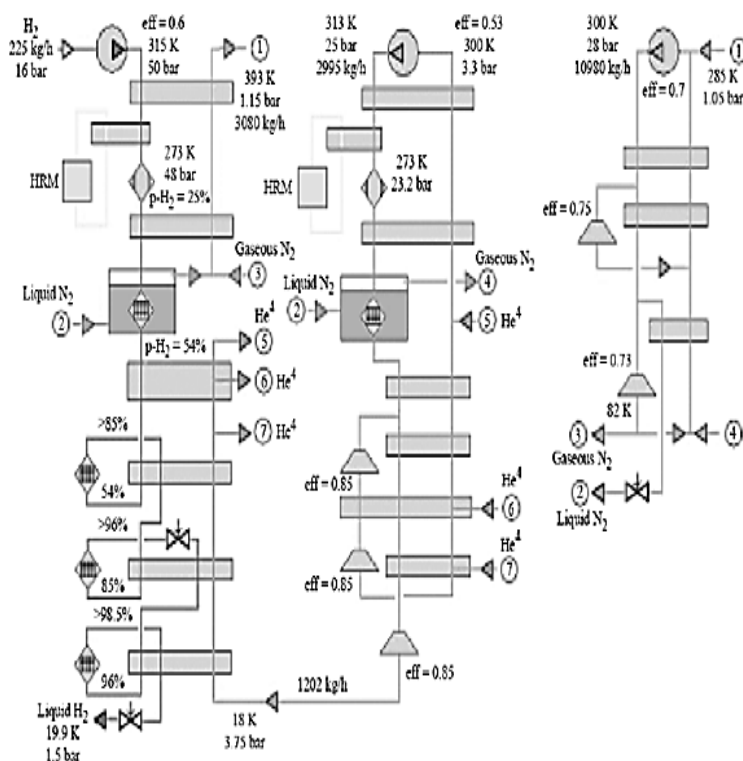 H₂
225 kg/h
16 bar
eff = 0.6
315 K
50 bar
1
393 K
1.15 bar
3080 kg/h
HRM
273 K
48 bar
p-H₂ = 25%
Gaseous N₂
3
Liquid N₂
2
p-H₂ = 54%
He⁴
5
6 He⁴
7 He⁴
>85%
54%
>96%
85%
>98.5%
96%
Liquid H₂
19.9 K
1.5 bar
18 K
3.75 bar
1202 kg/h
313 K
25 bar
2995 kg/h
eff = 0.53
300 K
3.3 bar
HRM
273 K
23.2 bar
Gaseous N₂
4
Liquid N₂
2
5 He⁴
eff = 0.85
He⁴
6
eff = 0.85
He⁴
7
eff = 0.85
300 K
28 bar
10980 kg/h
eff = 0.7
1
285 K
1.05 bar
eff = 0.75
eff = 0.73
82 K
3
Gaseous N₂
4
2
Liquid N₂